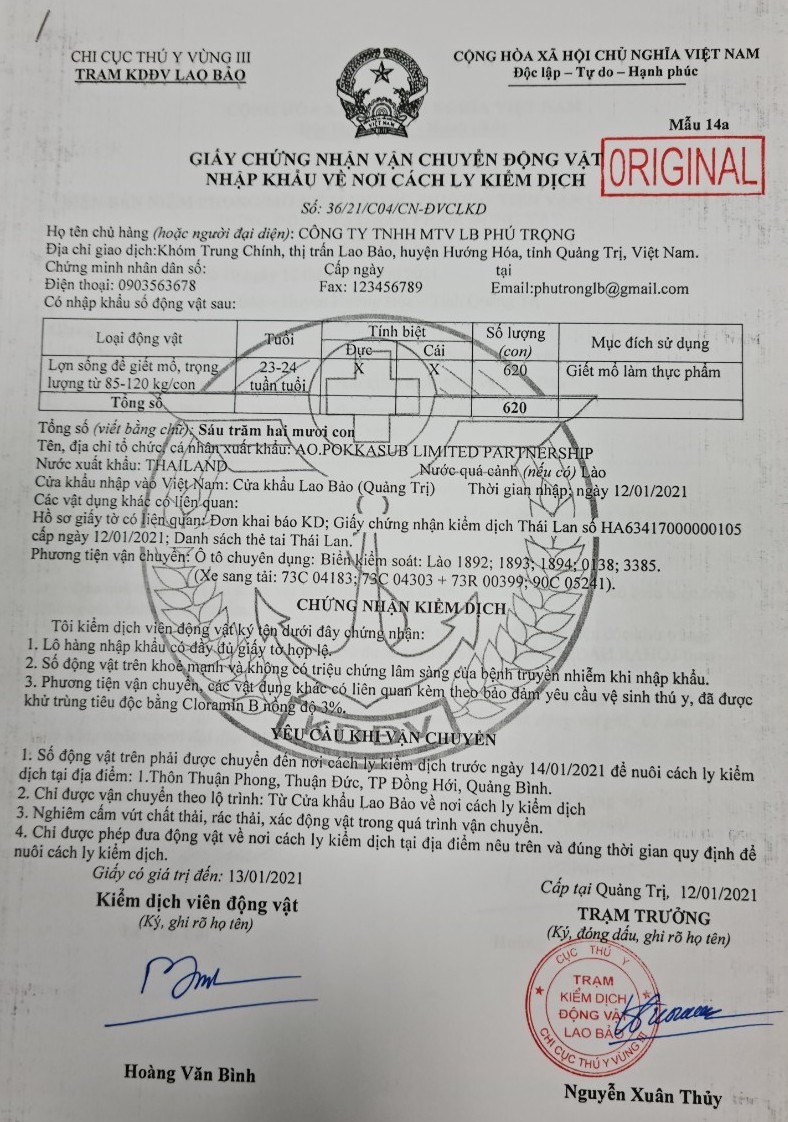 CHI CỤC THÚ Y VÙNG III
TRẠM KDĐV LAO BẢO
CỘNG HÒA XÃ HỘI CHỦ NGHĨA VIỆT NAM
Độc lập – Tự do – Hạnh phúc
VIỆT NAM
Mẫu 14a
GIẤY CHỨNG NHẬN VẬN CHUYỂN ĐỘNG VẬT
NHẬP KHẨU VỀ NƠI CÁCH LY KIỂM DỊCH
ORIGINAL
Số: 36/21/C04/CN-ĐVCLKD
Họ tên chủ hàng (hoặc người đại diện): CÔNG TY TNHH MTV LB PHÚ TRỌNG
Địa chỉ giao dịch:Khóm Trung Chính, thị trấn Lao Bảo, huyện Hướng Hóa, tỉnh Quảng Trị, Việt Nam.
Chứng minh nhân dân số: Cấp ngày tại
Điện thoại: 0903563678 Fax: 123456789 Email:phutronglb@gmail.com
Có nhập khẩu số động vật sau:
Loại động vật Tuổi Tính biệt Số lượng (con) Mục đích sử dụng
Đực Cái
Lợn sống để giết mổ, trọng 23-24 X X 620 Giết mổ làm thực phẩm
lượng từ 85-120 kg/con tuần tuổi
Tổng số 620
Tổng số (viết bằng chữ): Sáu trăm hai mười con
Tên, địa chỉ tổ chức, cá nhân xuất khẩu: AO.POKKASUB LIMITED PARTNERSHIP
Nước xuất khẩu: THAILAND Nước quá cảnh (nếu có) Lào
Cửa khẩu nhập vào Việt Nam: Cửa khẩu Lao Bảo (Quảng Trị) Thời gian nhập: ngày 12/01/2021
Các vật dụng khác có liên quan:
Hồ sơ giấy tờ có liên quan: Đơn khai báo KD; Giấy chứng nhận kiểm dịch Thái Lan số HA63417000000105
cấp ngày 12/01/2021; Danh sách thẻ tai Thái Lan.
Phương tiện vận chuyển: Ô tô chuyên dụng: Biển kiểm soát: Lào 1892; 1893; 1894; 0138; 3385.
(Xe sang tải: 73C 04183; 73C 04303 + 73R 00399; 90C 05241).
CHỨNG NHẬN KIỂM DỊCH
Tôi kiểm dịch viên động vật ký tên dưới đây chứng nhận:
1. Lô hàng nhập khẩu có đầy đủ giấy tờ hợp lệ.
2. Số động vật trên khoẻ mạnh và không có triệu chứng lâm sàng của bệnh truyền nhiễm khi nhập khẩu.
3. Phương tiện vận chuyển, các vật dụng khác có liên quan kèm theo bảo đảm yêu cầu vệ sinh thú y, đã được
khử trùng tiêu độc bằng Cloramin B nồng độ 3%.
KDĐV
YÊU CẦU KHI VẬN CHUYỂN
1. Số động vật trên phải được chuyển đến nơi cách ly kiểm dịch trước ngày 14/01/2021 để nuôi cách ly kiểm
dịch tại địa điểm: 1.Thôn Thuận Phong, Thuận Đức, TP Đồng Hới, Quảng Bình.
2. Chỉ được vận chuyển theo lộ trình: Từ Cửa khẩu Lao Bảo về nơi cách ly kiểm dịch
3. Nghiêm cấm vứt chất thải, rác thải, xác động vật trong quá trình vận chuyển.
4. Chỉ được phép đưa động vật về nơi cách ly kiểm dịch tại địa điểm nêu trên và đúng thời gian quy định để
nuôi cách ly kiểm dịch.
Giấy có giá trị đến: 13/01/2021
Kiểm dịch viên động vật
(Ký, ghi rõ họ tên)
Cấp tại Quảng Trị, 12/01/2021
TRẠM TRƯỞNG
(Ký, đóng dấu, ghi rõ họ tên)
CỤC THÚ Y
TRẠM
KIỂM DỊCH
ĐỘNG VẬT
LAO BẢO
CHI CỤC THÚ Y VÙNG III
Hoàng Văn Bình
Nguyễn Xuân Thủy